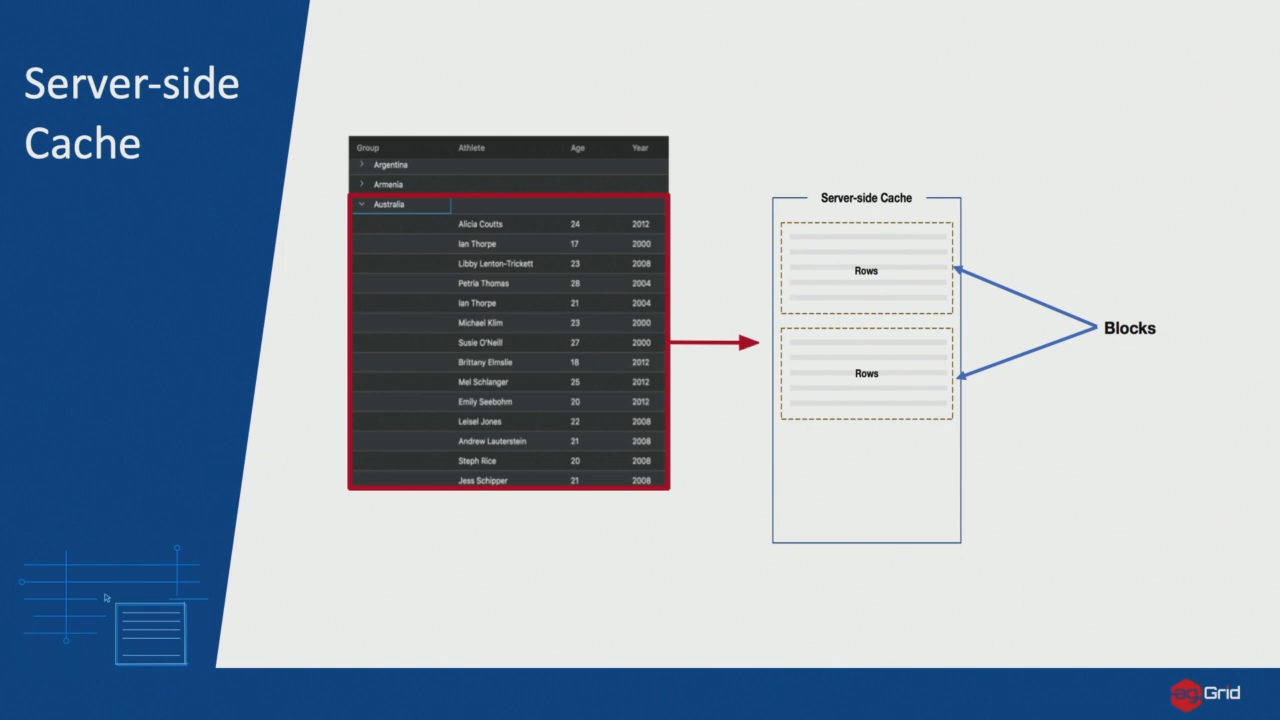 Server-side
Cache
Group Athlete Age Year
Argentina
Armenia
Australia
Alicia Coutts 24 2012
Ian Thorpe 17 2000
Libby Lenton-Trickett 23 2008
Petria Thomas 28 2004
Ian Thorpe 21 2004
Michael Klim 23 2000
Susie O'Neill 27 2000
Brittany Elmslie 18 2012
Mel Schlanger 25 2012
Emily Seebohm 20 2012
Leisel Jones 22 2008
Andrew Lauterstein 21 2008
Steph Rice 20 2008
Jess Schipper 21 2008
Server-side Cache
Rows
Rows
Blocks
ag Grid